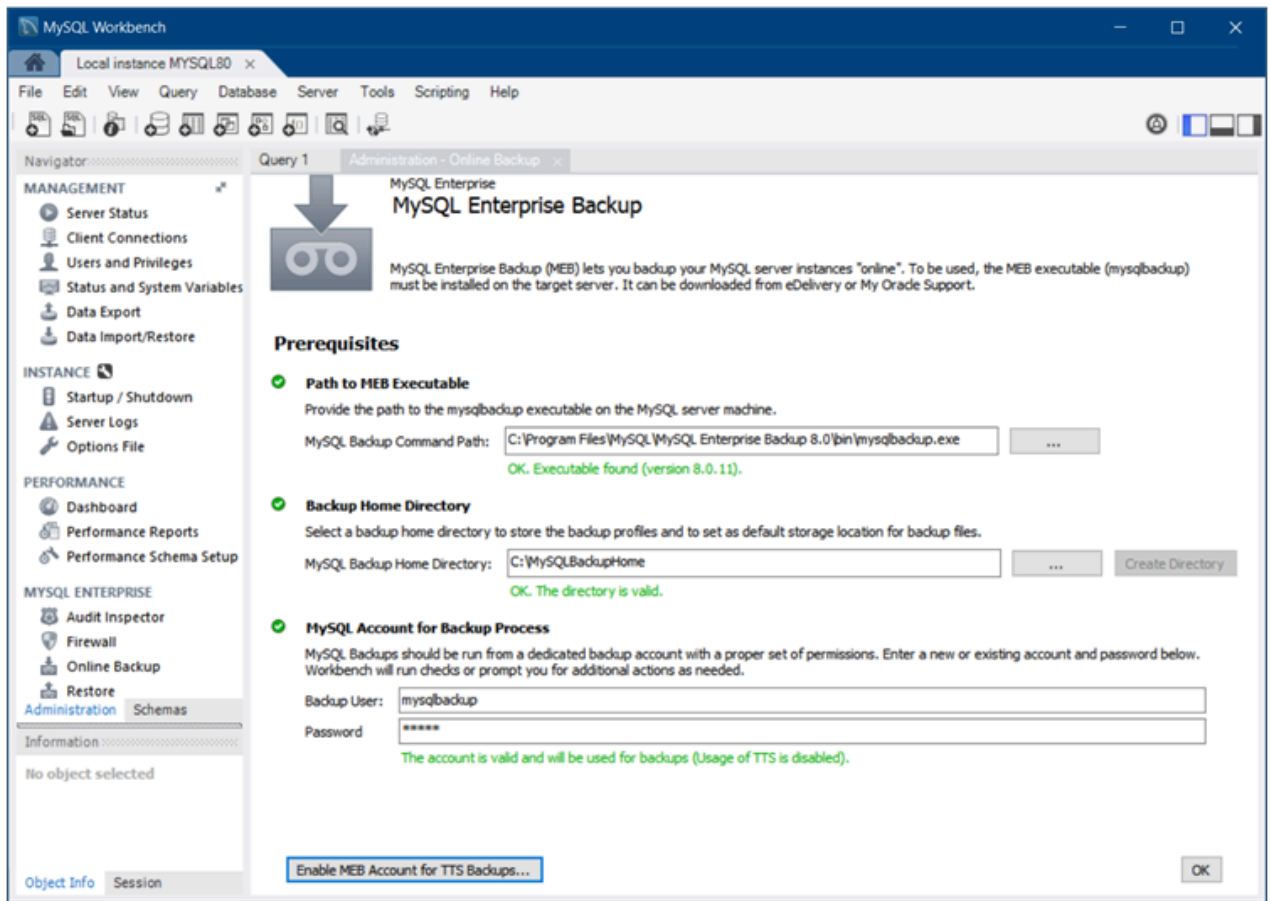 MySQL Workbench
Local instance MYSQL80
File Edit View Query Database Server Tools Scripting Help
Navigator
MANAGEMENT
Server Status
Client Connections
Users and Privileges
Status and System Variables
Data Export
Data Import/Restore
INSTANCE
Startup / Shutdown
Server Logs
Options File
PERFORMANCE
Dashboard
Performance Reports
Performance Schema Setup
MYSQL ENTERPRISE
Audit Inspector
Firewall
Online Backup
Restore
Administration Schemas
Information
No object selected
Object Info Session
Query 1 Administration - Online Backup
MySQL Enterprise
MySQL Enterprise Backup
MySQL Enterprise Backup (MEB) lets you backup your MySQL server instances "online". To be used, the MEB executable (mysqlbackup)
must be installed on the target server. It can be downloaded from eDelivery or My Oracle Support.
Prerequisites
Path to MEB Executable
Provide the path to the mysqlbackup executable on the MySQL server machine.
MySQL Backup Command Path: C:\Program Files\MySQL\MySQL Enterprise Backup 8.0\bin\mysqlbackup.exe ...
OK. Executable found (version 8.0.11).
Backup Home Directory
Select a backup home directory to store the backup profiles and to set as default storage location for backup files.
MySQL Backup Home Directory: C:\MySQLBackupHome ... Create Directory
OK. The directory is valid.
MySQL Account for Backup Process
MySQL Backups should be run from a dedicated backup account with a proper set of permissions. Enter a new or existing account and password below.
Workbench will run checks or prompt you for additional actions as needed.
Backup User: mysqlbackup
Password *****
The account is valid and will be used for backups (Usage of TTS is disabled).
Enable MEB Account for TTS Backups... OK